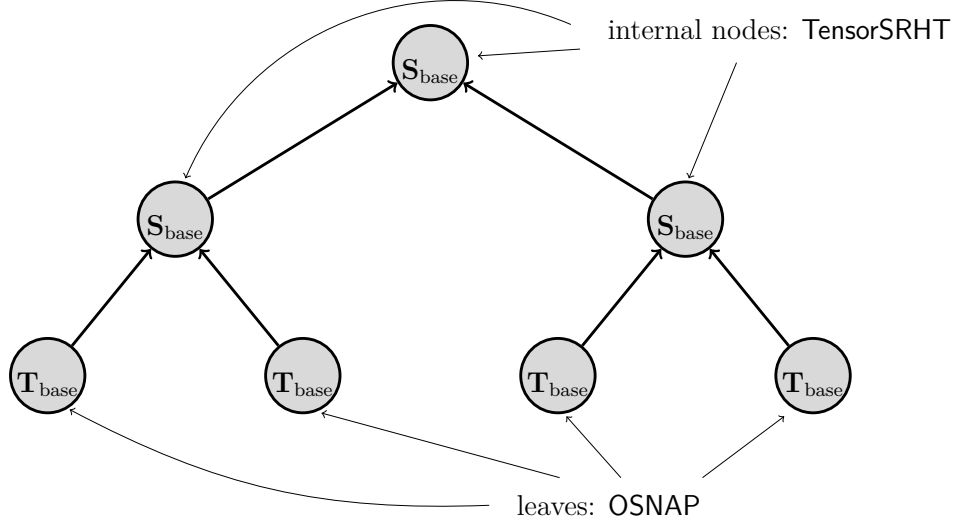 internal nodes: TensorSRHT
S_base
S_base
S_base
T_base
T_base
T_base
T_base
leaves: OSNAP